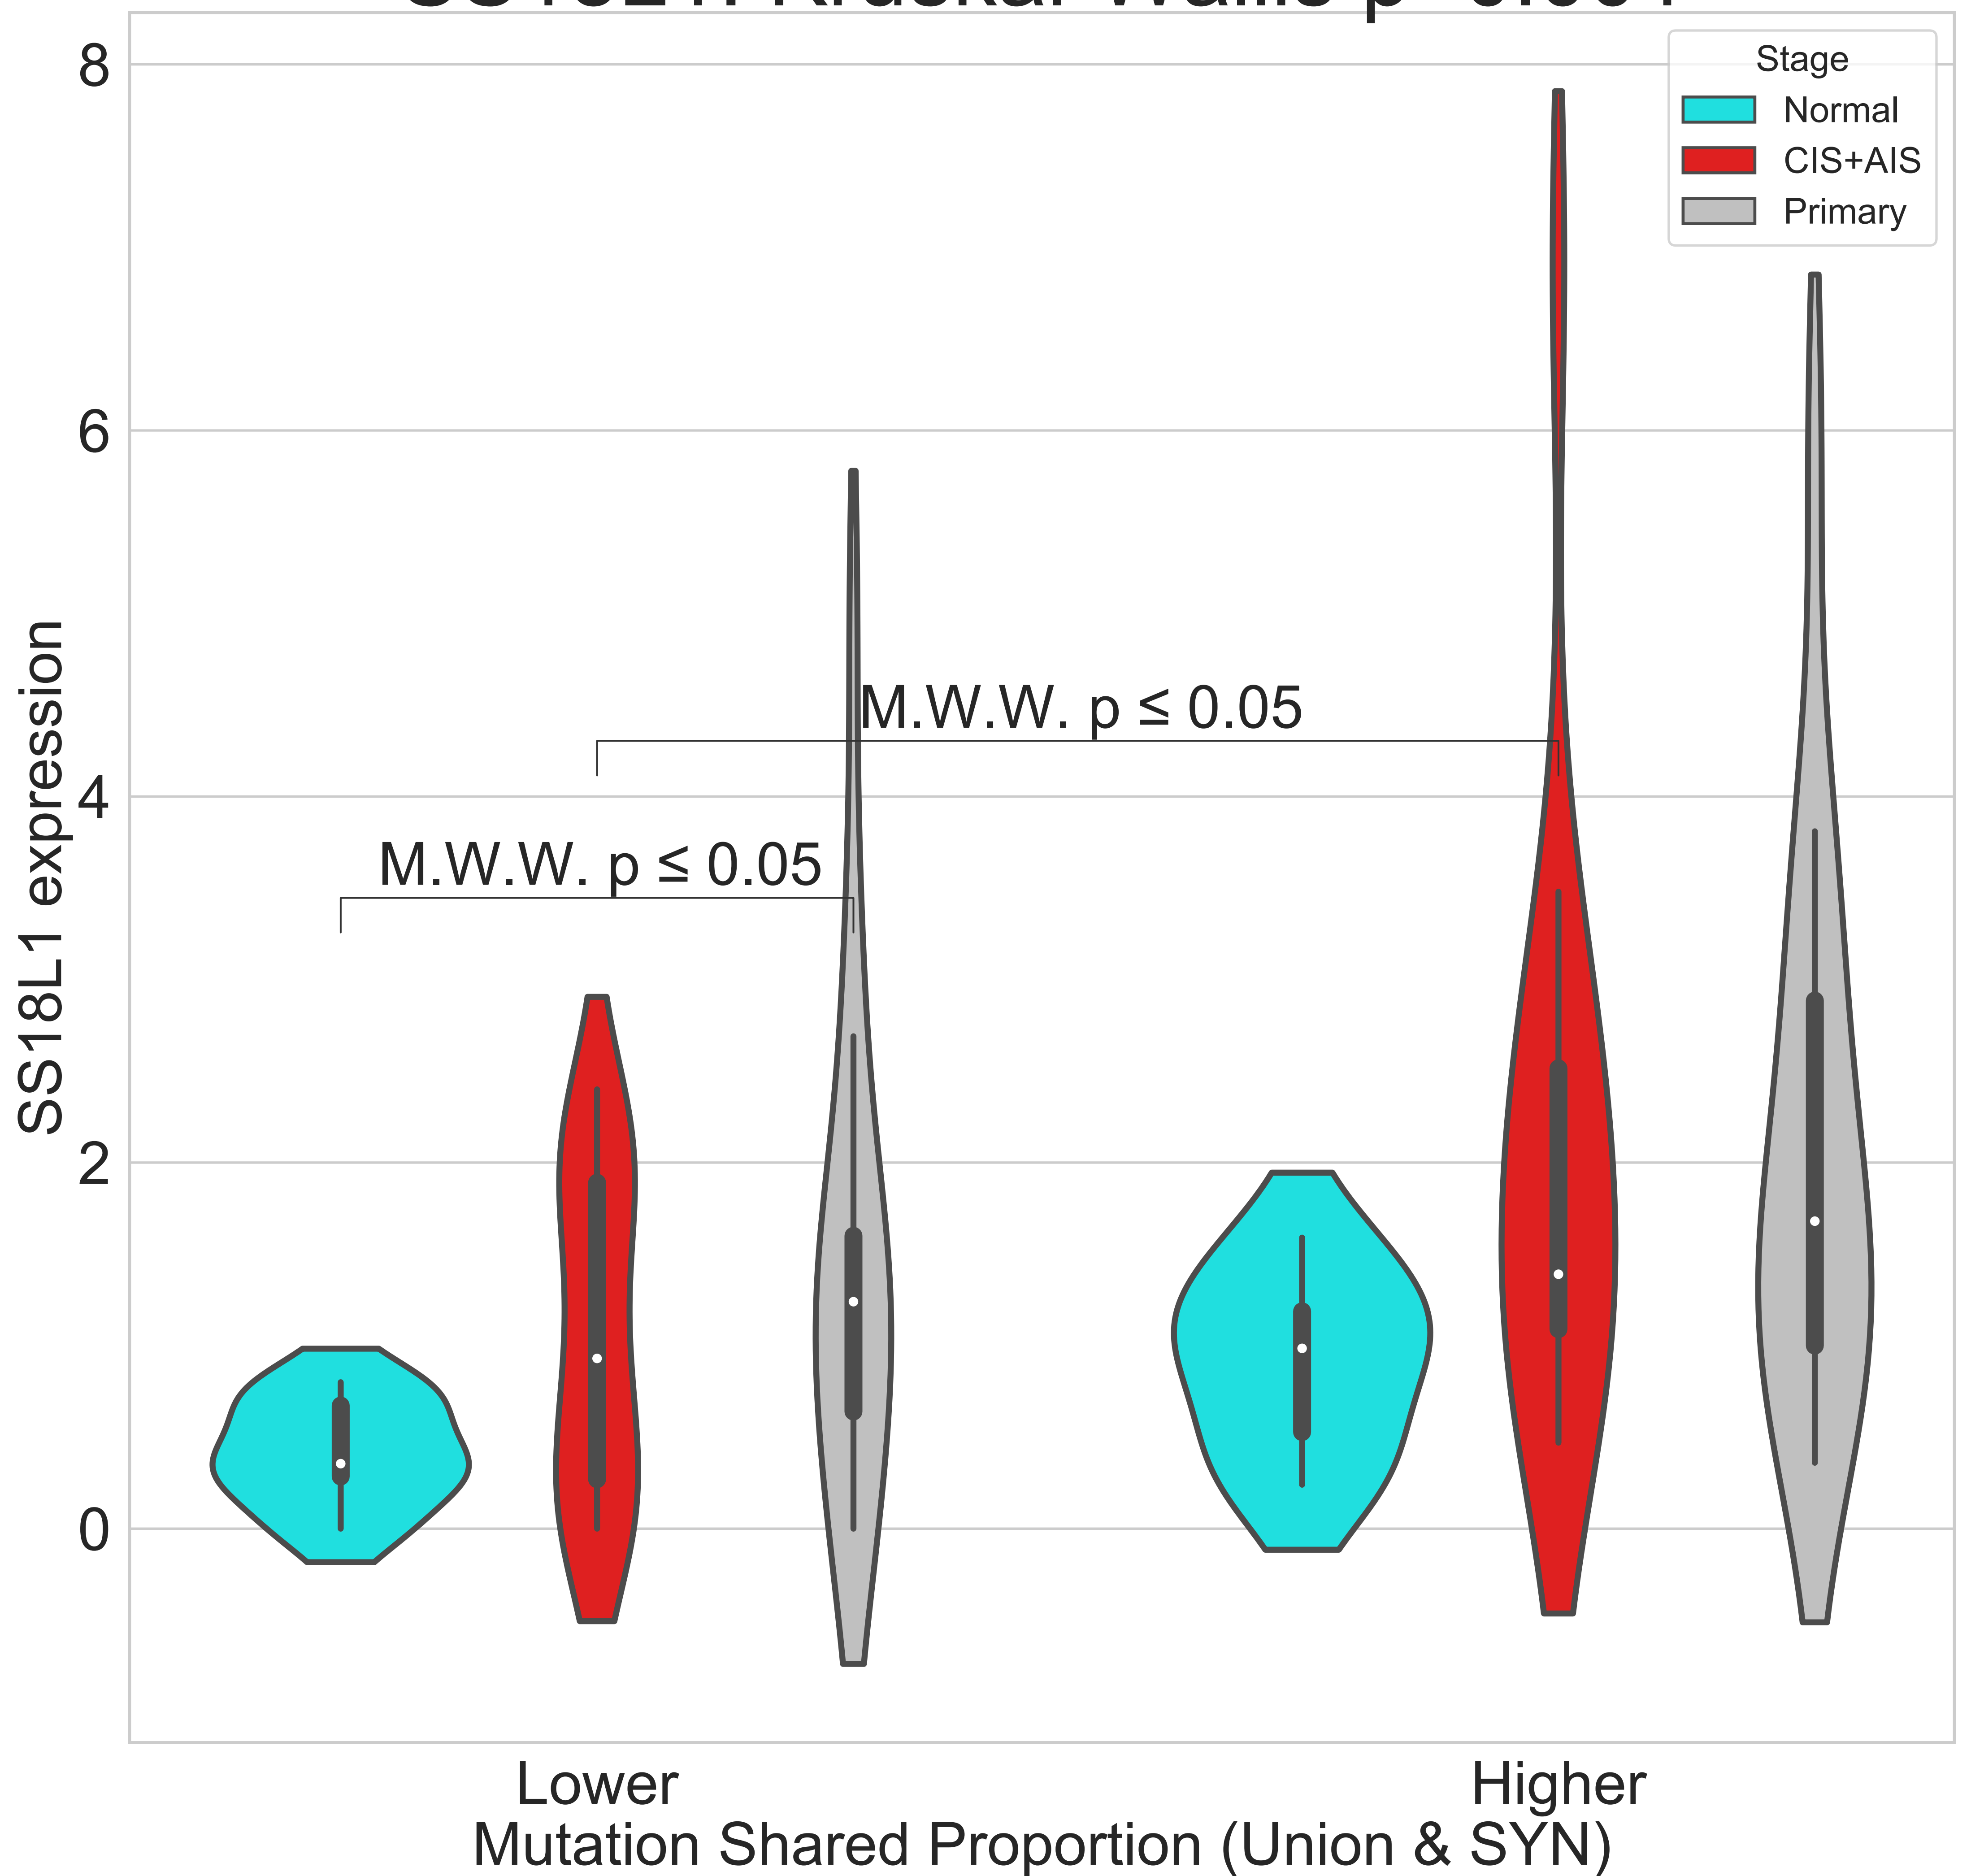 8
6
4
2
0
SS18L1 expression
Stage
Normal
CIS+AIS
Primary
M.W.W. p ≤ 0.05
M.W.W. p ≤ 0.05
Lower
Higher
Mutation Shared Proportion (Union & SYN)